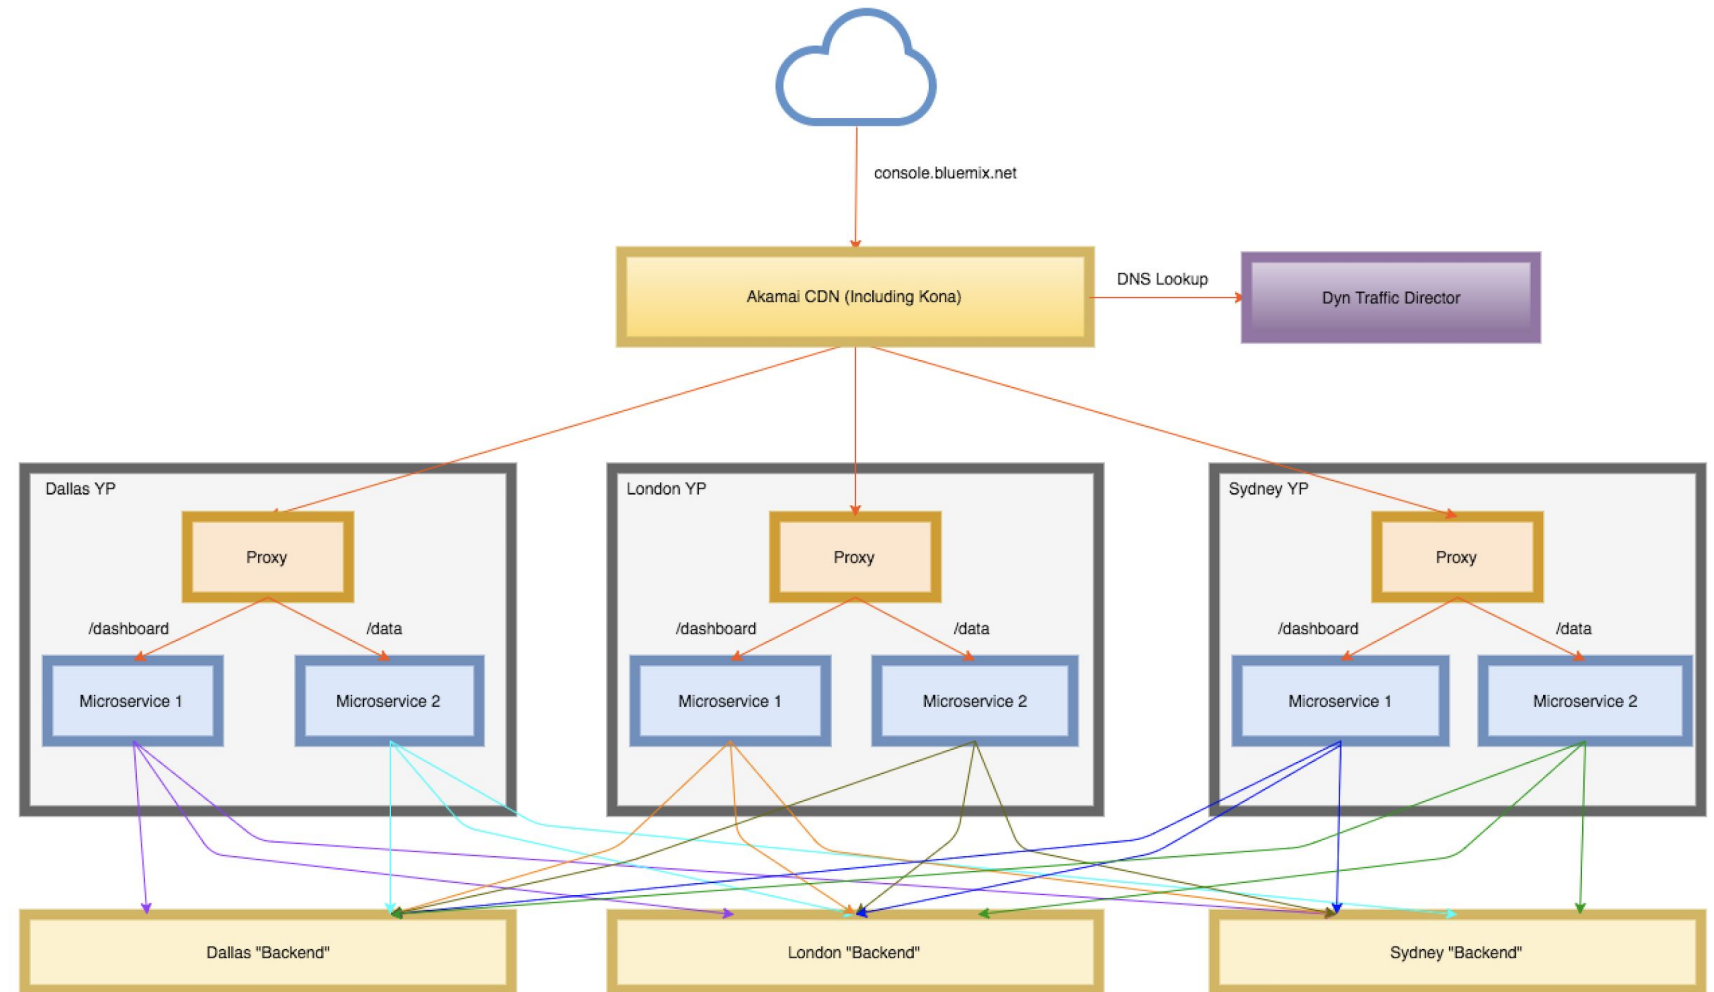 console.bluemix.net
Akamai CDN (Including Kona)
DNS Lookup
Dyn Traffic Director
Dallas YP
Proxy
/dashboard
/data
Microservice 1
Microservice 2
London YP
Proxy
/dashboard
/data
Microservice 1
Microservice 2
Sydney YP
Proxy
/dashboard
/data
Microservice 1
Microservice 2
Dallas "Backend"
London "Backend"
Sydney "Backend"